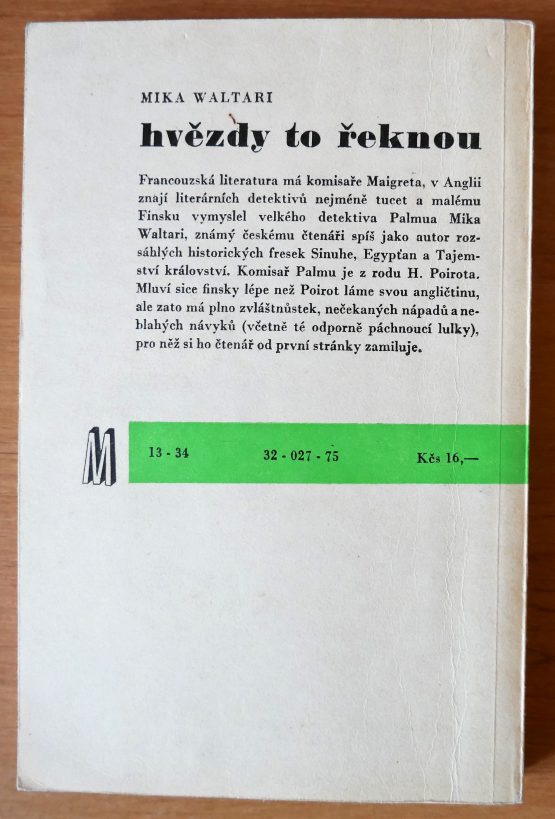 MIKA WALTARI
hvězdy to řeknou
Francouzská literatura má komisaře Maigreta, v Anglii
znají literárních detektivů nejméně tucet a malému
Finsku vymyslel velkého detektiva Palmua Mika
Waltari, známý českému čtenáři spíš jako autor roz-
sáhlých historických fresek Sinuhe, Egypťan a Tajem-
ství království. Komisař Palmu je z rodu H. Poirota.
Mluví sice finsky lépe než Poirot láme svou angličtinu,
ale zato má plno zvláštnůstek, nečekaných nápadů a ne-
blahých návyků (včetně té odporně páchnoucí lulky),
pro něž si ho čtenář od první stránky zamiluje.
M 13 - 34 32 - 027 - 75 Kčs 16,—